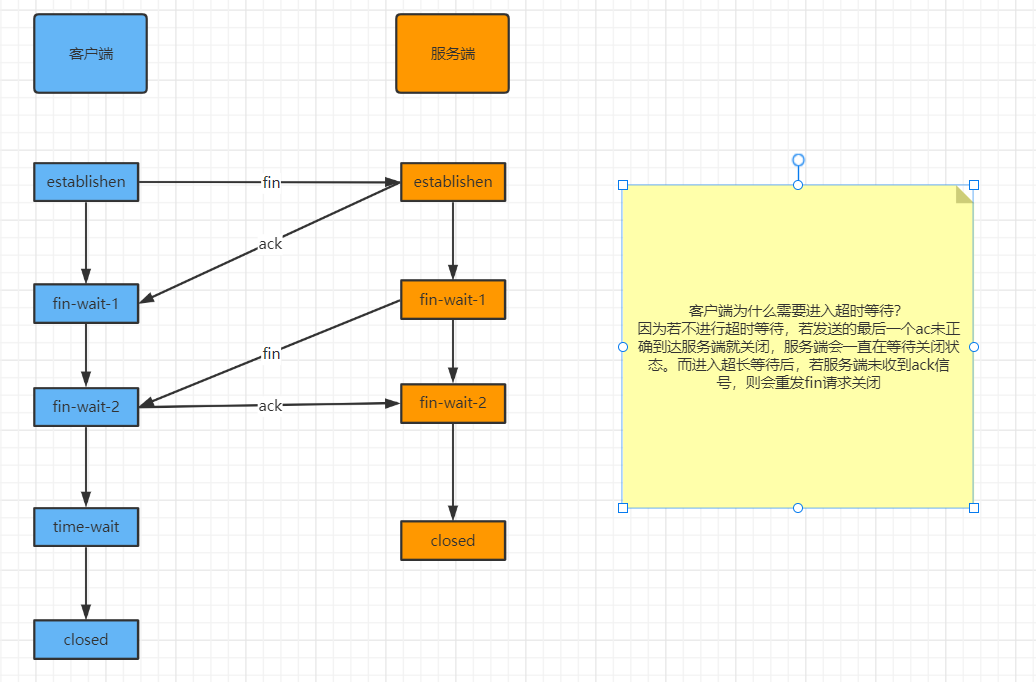 客户端
服务端
establishen
fin
establishen
ack
fin-wait-1
fin-wait-1
fin
fin-wait-2
ack
fin-wait-2
time-wait
closed
closed
客户端为什么需要进入超时等待?
因为若不进行超时等待，若发送的最后一个ac未正
确到达服务端就关闭，服务端会一直在等待关闭状
态。而进入超长等待后，若服务端未收到ack信
号，则会重发fin请求关闭